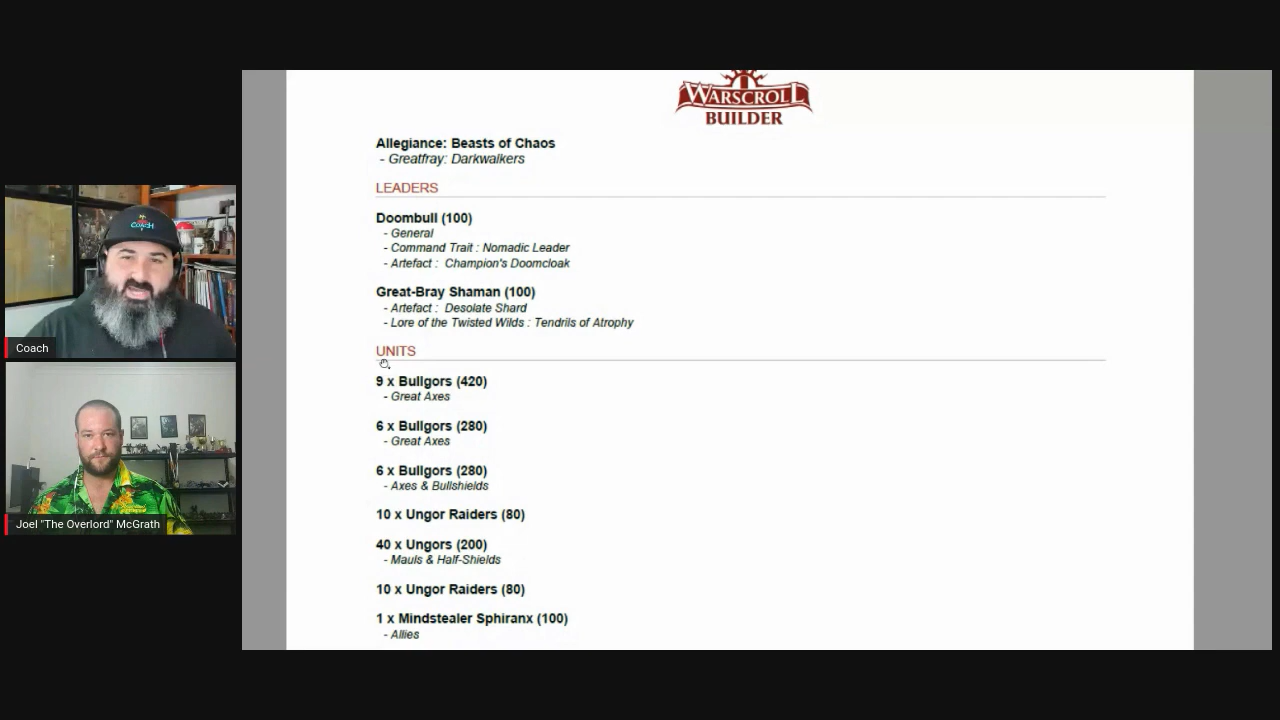 WARSCROLL
BUILDER
Allegiance: Beasts of Chaos
- Greatfray: Darkwalkers
LEADERS
Doombull (100)
- General
- Command Trait : Nomadic Leader
- Artefact : Champion's Doomcloak
Great-Bray Shaman (100)
- Artefact : Desolate Shard
- Lore of the Twisted Wilds : Tendrils of Atrophy
UNITS
9 x Bullgors (420)
- Great Axes
6 x Bullgors (280)
- Great Axes
6 x Bullgors (280)
- Axes & Bullshields
10 x Ungor Raiders (80)
40 x Ungors (200)
- Mauls & Half-Shields
10 x Ungor Raiders (80)
1 x Mindstealer Sphiranx (100)
- Allies
COACH
Coach
Joel "The Overlord" McGrath